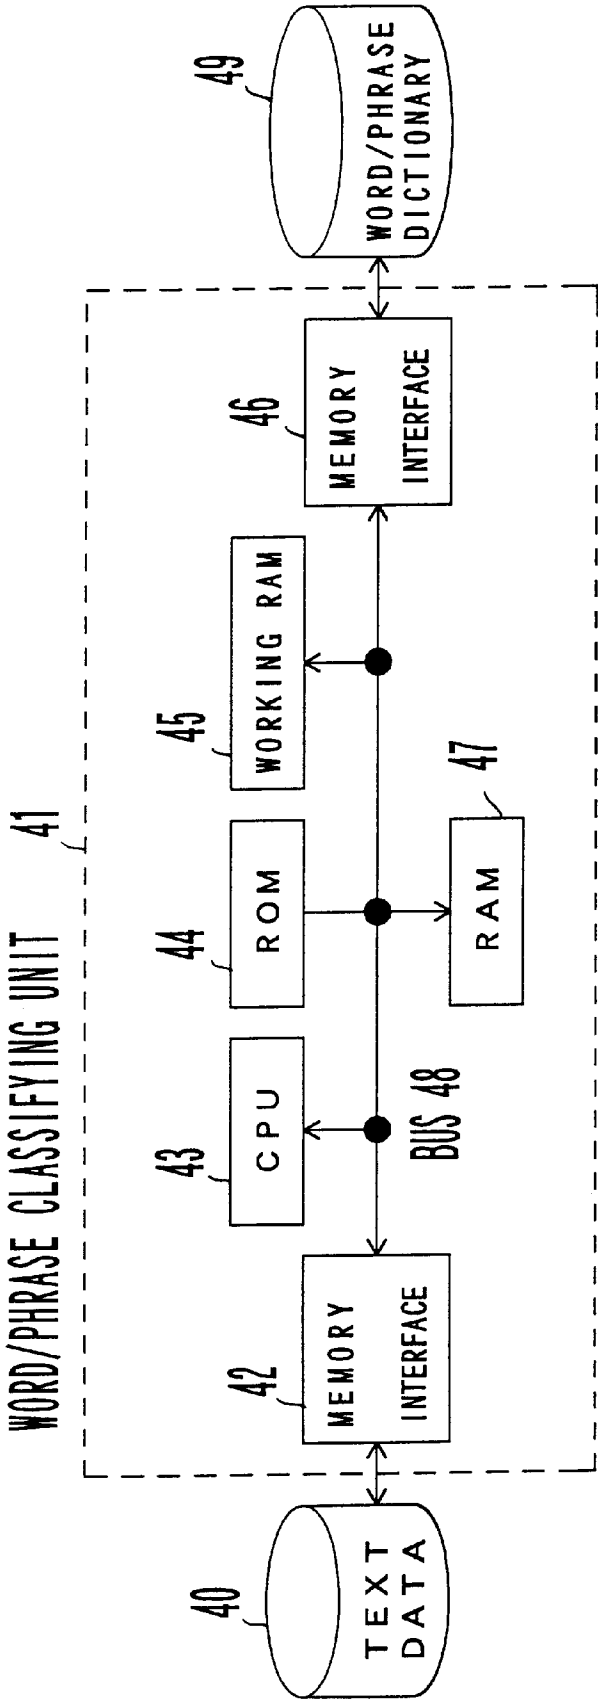 WORD/PHRASE CLASSIFYING UNIT
41
40
TEXT
DATA
42
MEMORY
INTERFACE
43
CPU
44
ROM
45
WORKING RAM
46
MEMORY
INTERFACE
BUS 48
47
RAM
49
WORD/PHRASE
DICTIONARY